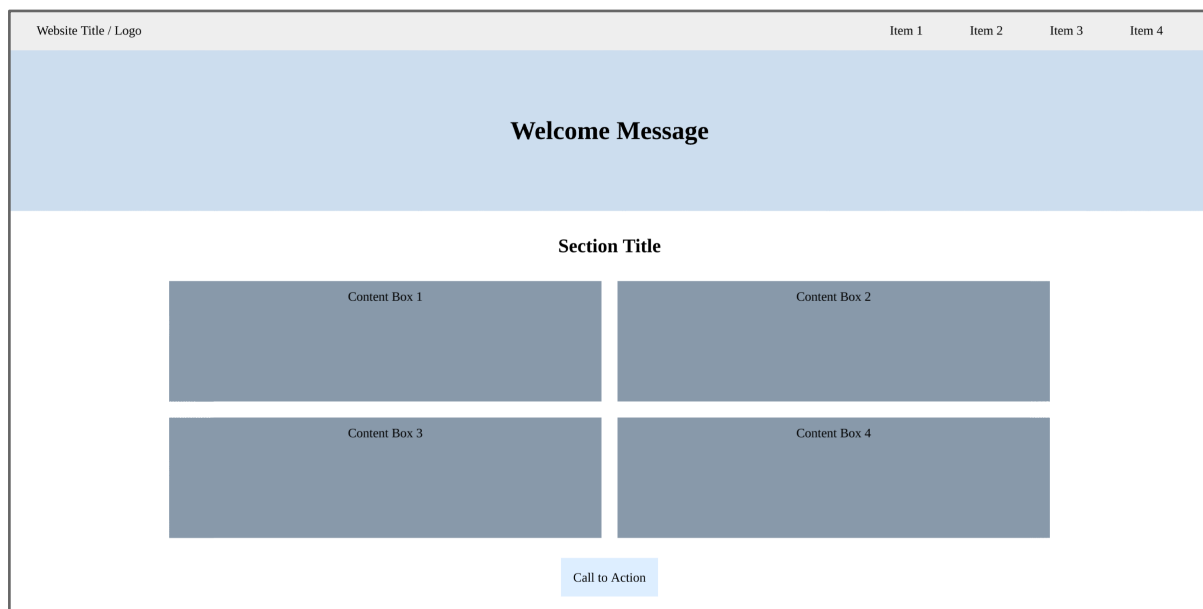 Website Title / Logo
Item 1
Item 2
Item 3
Item 4
Welcome Message
Section Title
Content Box 1
Content Box 2
Content Box 3
Content Box 4
Call to Action